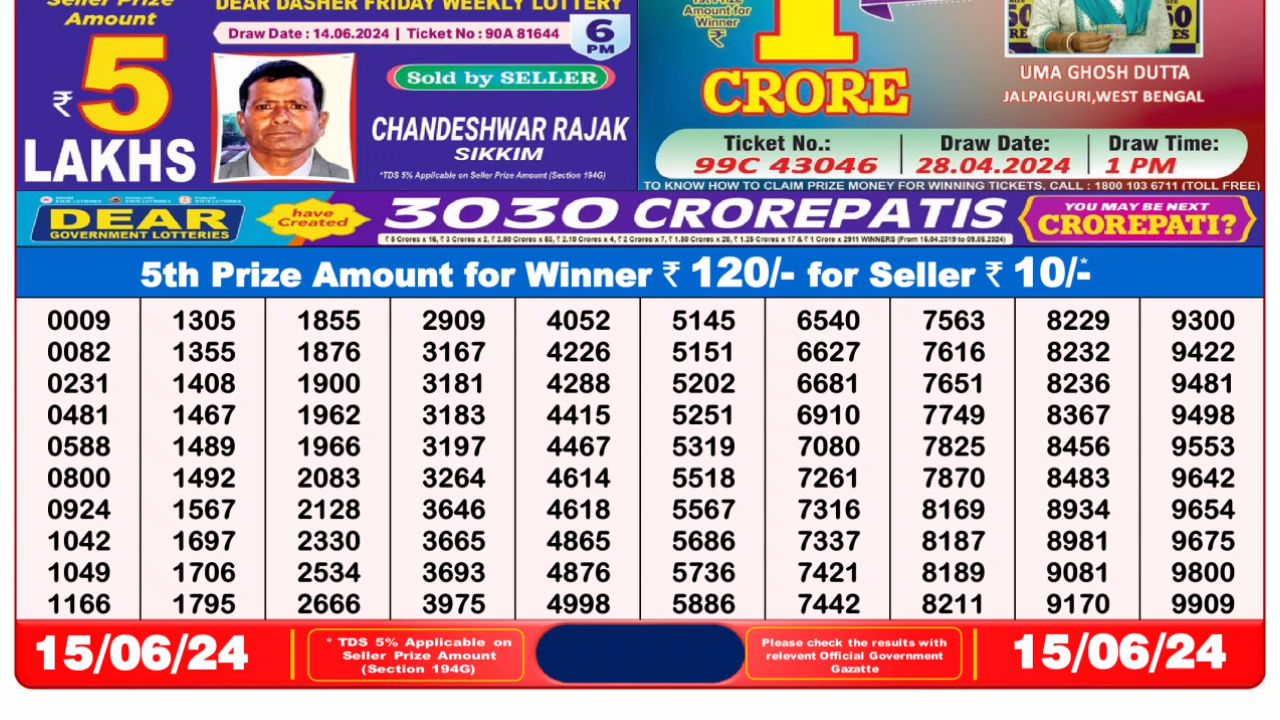 Seller Prize
Amount
₹5
LAKHS
DEAR DASHER FRIDAY WEEKLY LOTTERY
Draw Date : 14.06.2024 | Ticket No : 90A 81644
6
PM
Sold by SELLER
CHANDESHWAR RAJAK
SIKKIM
*TDS 5% Applicable on Seller Prize Amount (Section 194G)
1st Prize
Amount for
Winner
₹
1
CRORE
UMA GHOSH DUTTA
JALPAIGURI,WEST BENGAL
Ticket No.: Draw Date: Draw Time:
99C 43046 28.04.2024 1 PM
TO KNOW HOW TO CLAIM PRIZE MONEY FOR WINNING TICKETS, CALL : 1800 103 6711 (TOLL FREE)
DEAR
GOVERNMENT LOTTERIES
have
Created
3030 CROREPATIS
YOU MAY BE NEXT
CROREPATI?
5th Prize Amount for Winner ₹ 120/- for Seller ₹ 10/-*
0009 1305 1855 2909 4052 5145 6540 7563 8229 9300
0082 1355 1876 3167 4226 5151 6627 7616 8232 9422
0231 1408 1900 3181 4288 5202 6681 7651 8236 9481
0481 1467 1962 3183 4415 5251 6910 7749 8367 9498
0588 1489 1966 3197 4467 5319 7080 7825 8456 9553
0800 1492 2083 3264 4614 5518 7261 7870 8483 9642
0924 1567 2128 3646 4618 5567 7316 8169 8934 9654
1042 1697 2330 3665 4865 5686 7337 8187 8981 9675
1049 1706 2534 3693 4876 5736 7421 8189 9081 9800
1166 1795 2666 3975 4998 5886 7442 8211 9170 9909
15/06/24
* TDS 5% Applicable on
Seller Prize Amount
(Section 194G)
Please check the results with
relevent Official Government
Gazatte
15/06/24